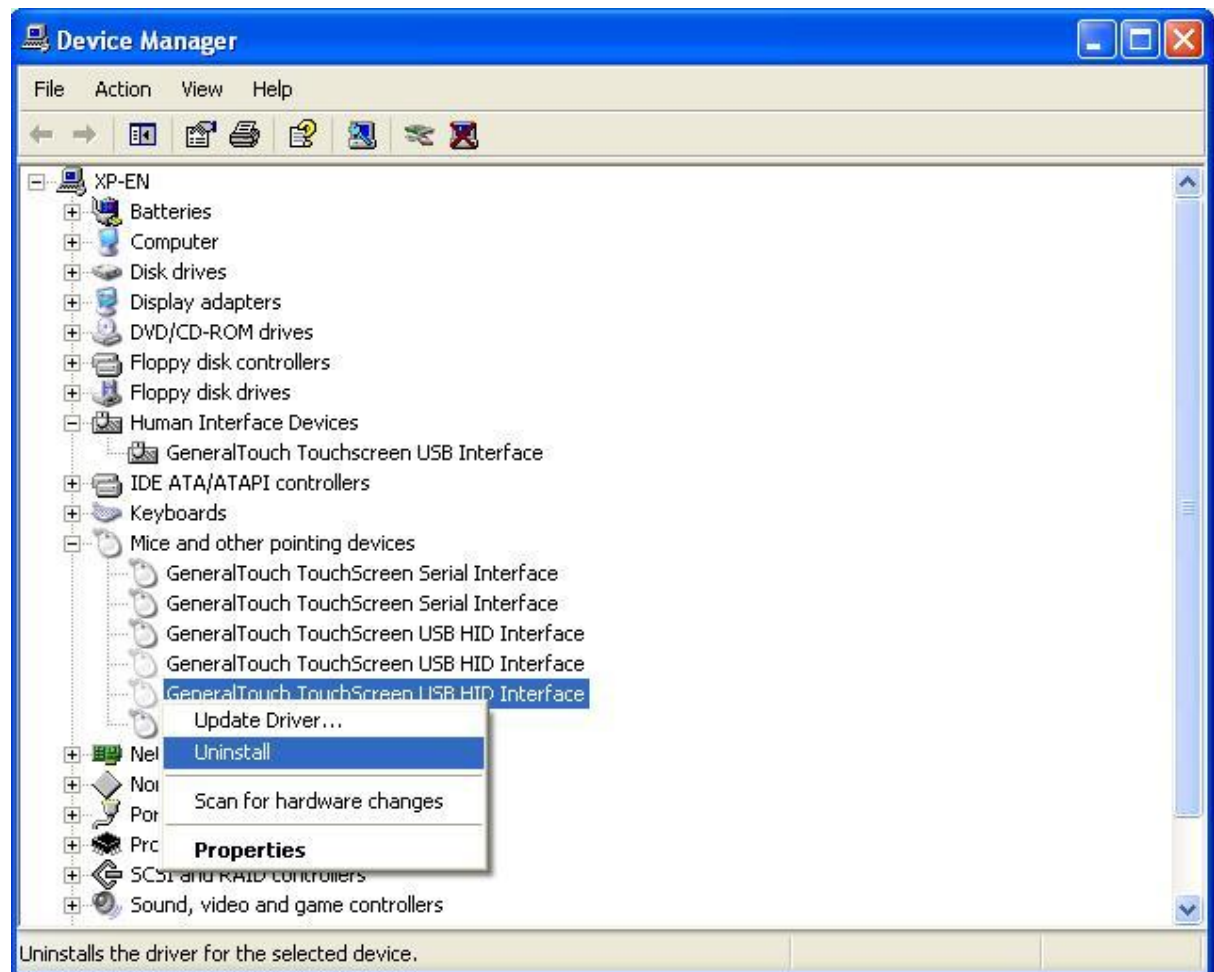 Device Manager
File Action View Help
XP-EN
Batteries
Computer
Disk drives
Display adapters
DVD/CD-ROM drives
Floppy disk controllers
Floppy disk drives
Human Interface Devices
GeneralTouch Touchscreen USB Interface
IDE ATA/ATAPI controllers
Keyboards
Mice and other pointing devices
GeneralTouch TouchScreen Serial Interface
GeneralTouch TouchScreen Serial Interface
GeneralTouch TouchScreen USB HID Interface
GeneralTouch TouchScreen USB HID Interface
GeneralTouch TouchScreen USB HID Interface
Update Driver...
Uninstall
Scan for hardware changes
Properties
SCSI and RAID controllers
Sound, video and game controllers
Uninstalls the driver for the selected device.